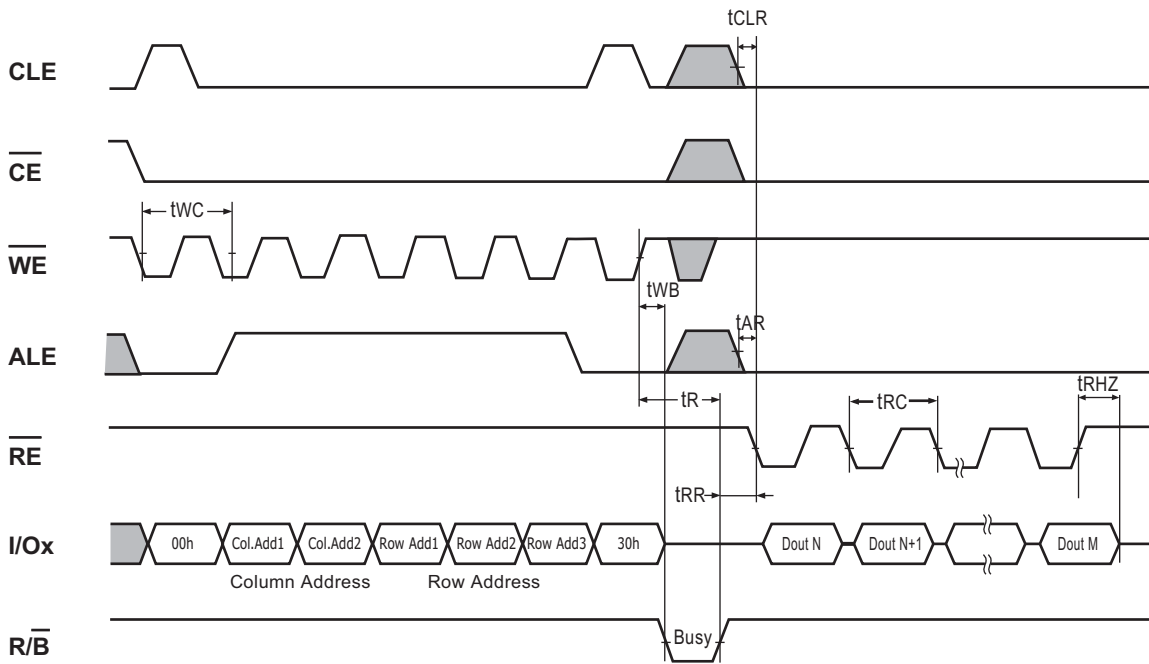 tCLR
CLE
CE
tWC
WE
tWB
tAR
ALE
tRHZ
tR
tRC
RE
tRR
I/Ox
00h
Col.Add1
Col.Add2
Row Add1
Row Add2
Row Add3
30h
Dout N
Dout N+1
Dout M
Column Address
Row Address
Busy
R/B